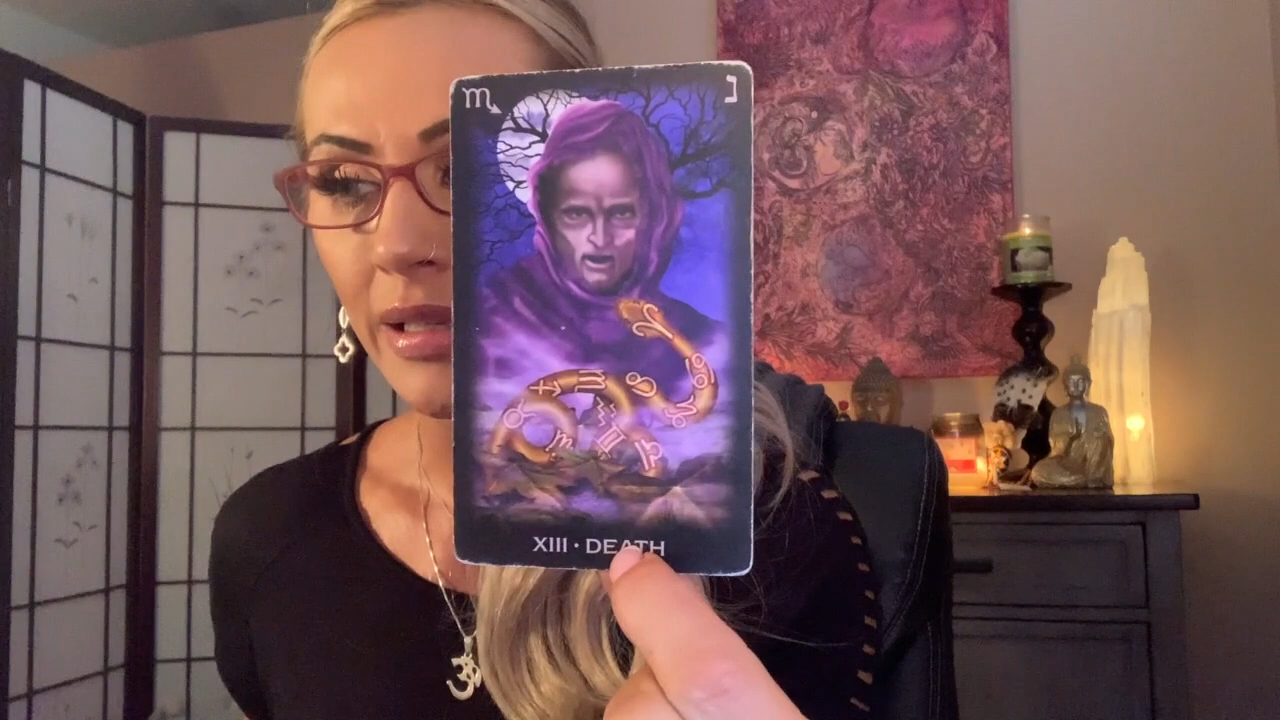 ♏ נ
XIII • DEATH